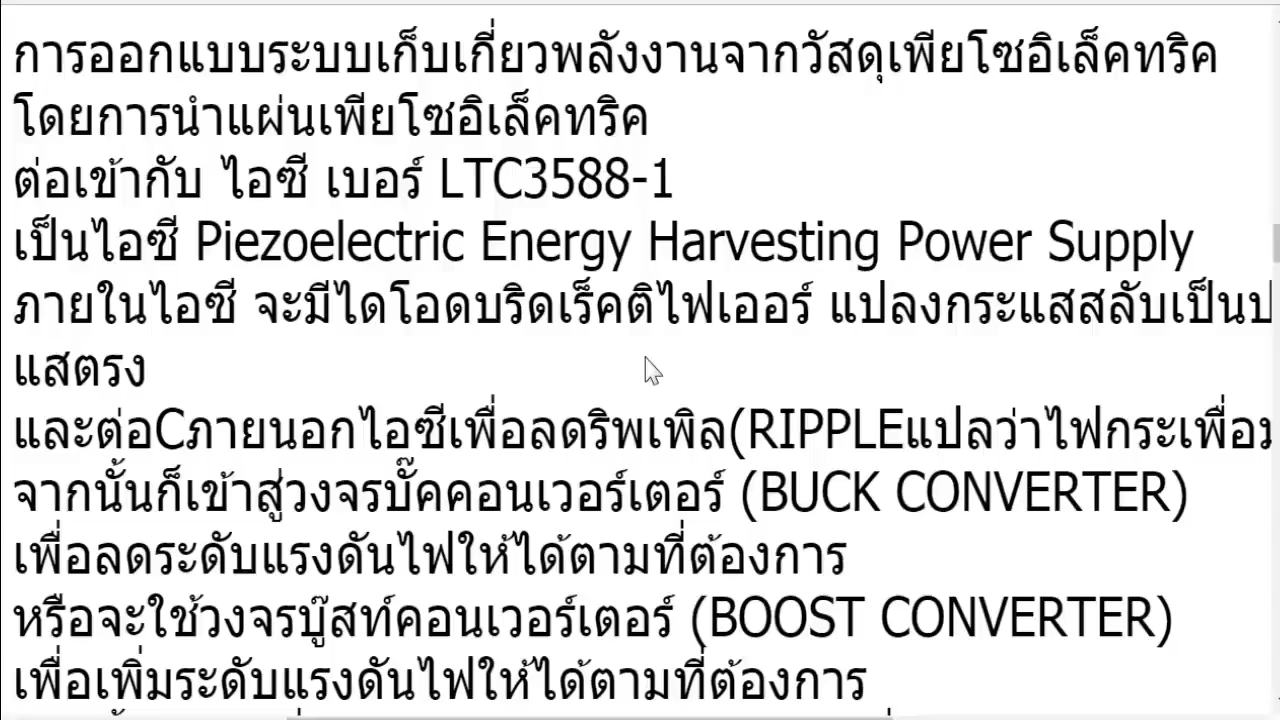 การออกแบบระบบเก็บเกี่ยวพลังงานจากวัสดุเพียโซอิเล็คทริค
โดยการนำแผ่นเพียโซอิเล็คทริค
ต่อเข้ากับ ไอซี เบอร์ LTC3588-1
เป็นไอซี Piezoelectric Energy Harvesting Power Supply
ภายในไอซี จะมีไดโอดบริดเร็คติไฟเออร์ แปลงกระแสสลับเป็น
แสตรง
และต่อCภายนอกไอซีเพื่อลดริพเพิล(RIPPLEแปลว่าไฟกระเพื่อม
จากนั้นก็เข้าสู่วงจรบั๊คคอนเวอร์เตอร์ (BUCK CONVERTER)
เพื่อลดระดับแรงดันไฟให้ได้ตามที่ต้องการ
หรือจะใช้วงจรบู๊สท์คอนเวอร์เตอร์ (BOOST CONVERTER)
เพื่อเพิ่มระดับแรงดันไฟให้ได้ตามที่ต้องการ